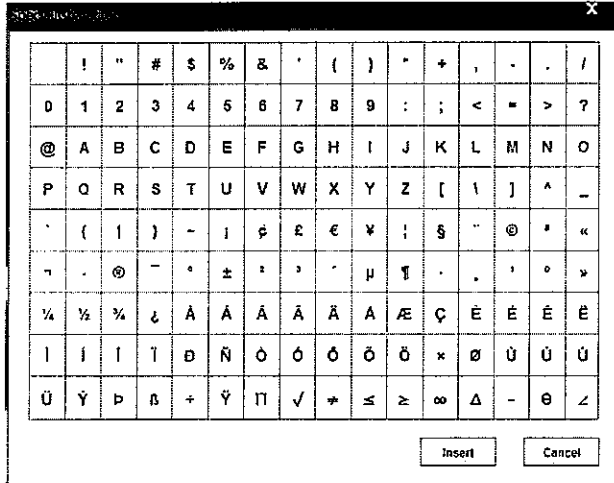 X
! " # $ % & ' ( ) * + , - . /
0 1 2 3 4 5 6 7 8 9 : ; < = > ?
@ A B C D E F G H I J K L M N O
P Q R S T U V W X Y Z [ \ ] ^ _
` { | } ~ ¡ ¢ £ € ¥ ¦ § ¨ © ª «
¬ - ® ¯ ° ± ² ³ ´ µ ¶ · ¸ ¹ º »
¼ ½ ¾ ¿ À Á Â Ã Ä Å Æ Ç È É Ê Ë
Ì Í Î Ï Ð Ñ Ò Ó Ô Õ Ö × Ø Ù Ú Û
Ü Ý Þ ß ÷ Ÿ ∏ √ ≠ ≤ ≥ ∞ Δ – Θ ∠
Insert Cancel